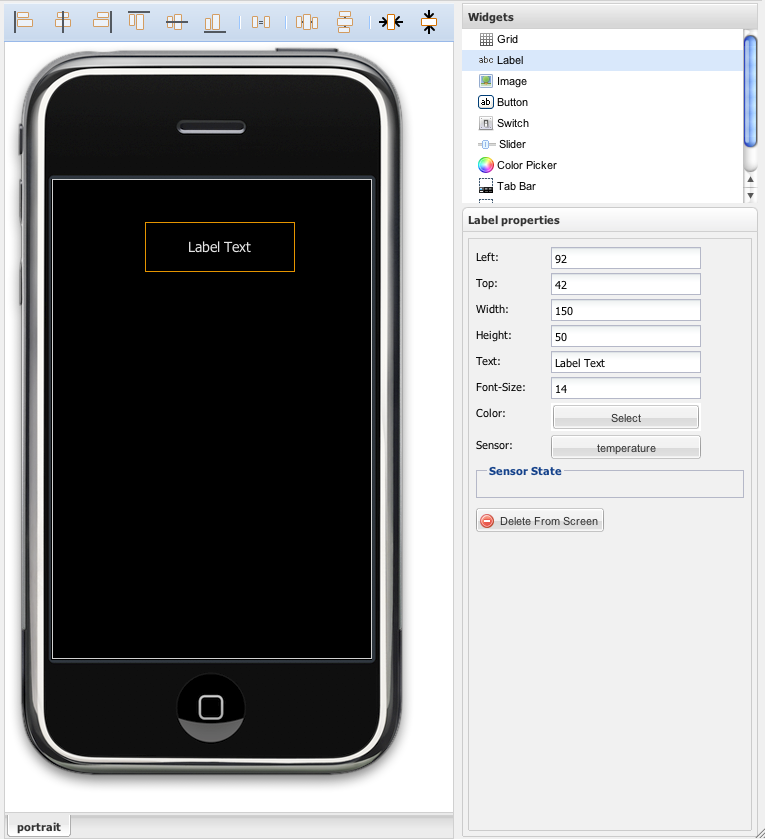 Widgets
Grid
abc Label
Image
ab Button
Switch
Slider
Color Picker
Tab Bar
Label Text
Label properties
Left: 92
Top: 42
Width: 150
Height: 50
Text: Label Text
Font-Size: 14
Color: Select
Sensor: temperature
Sensor State
Delete From Screen
portrait